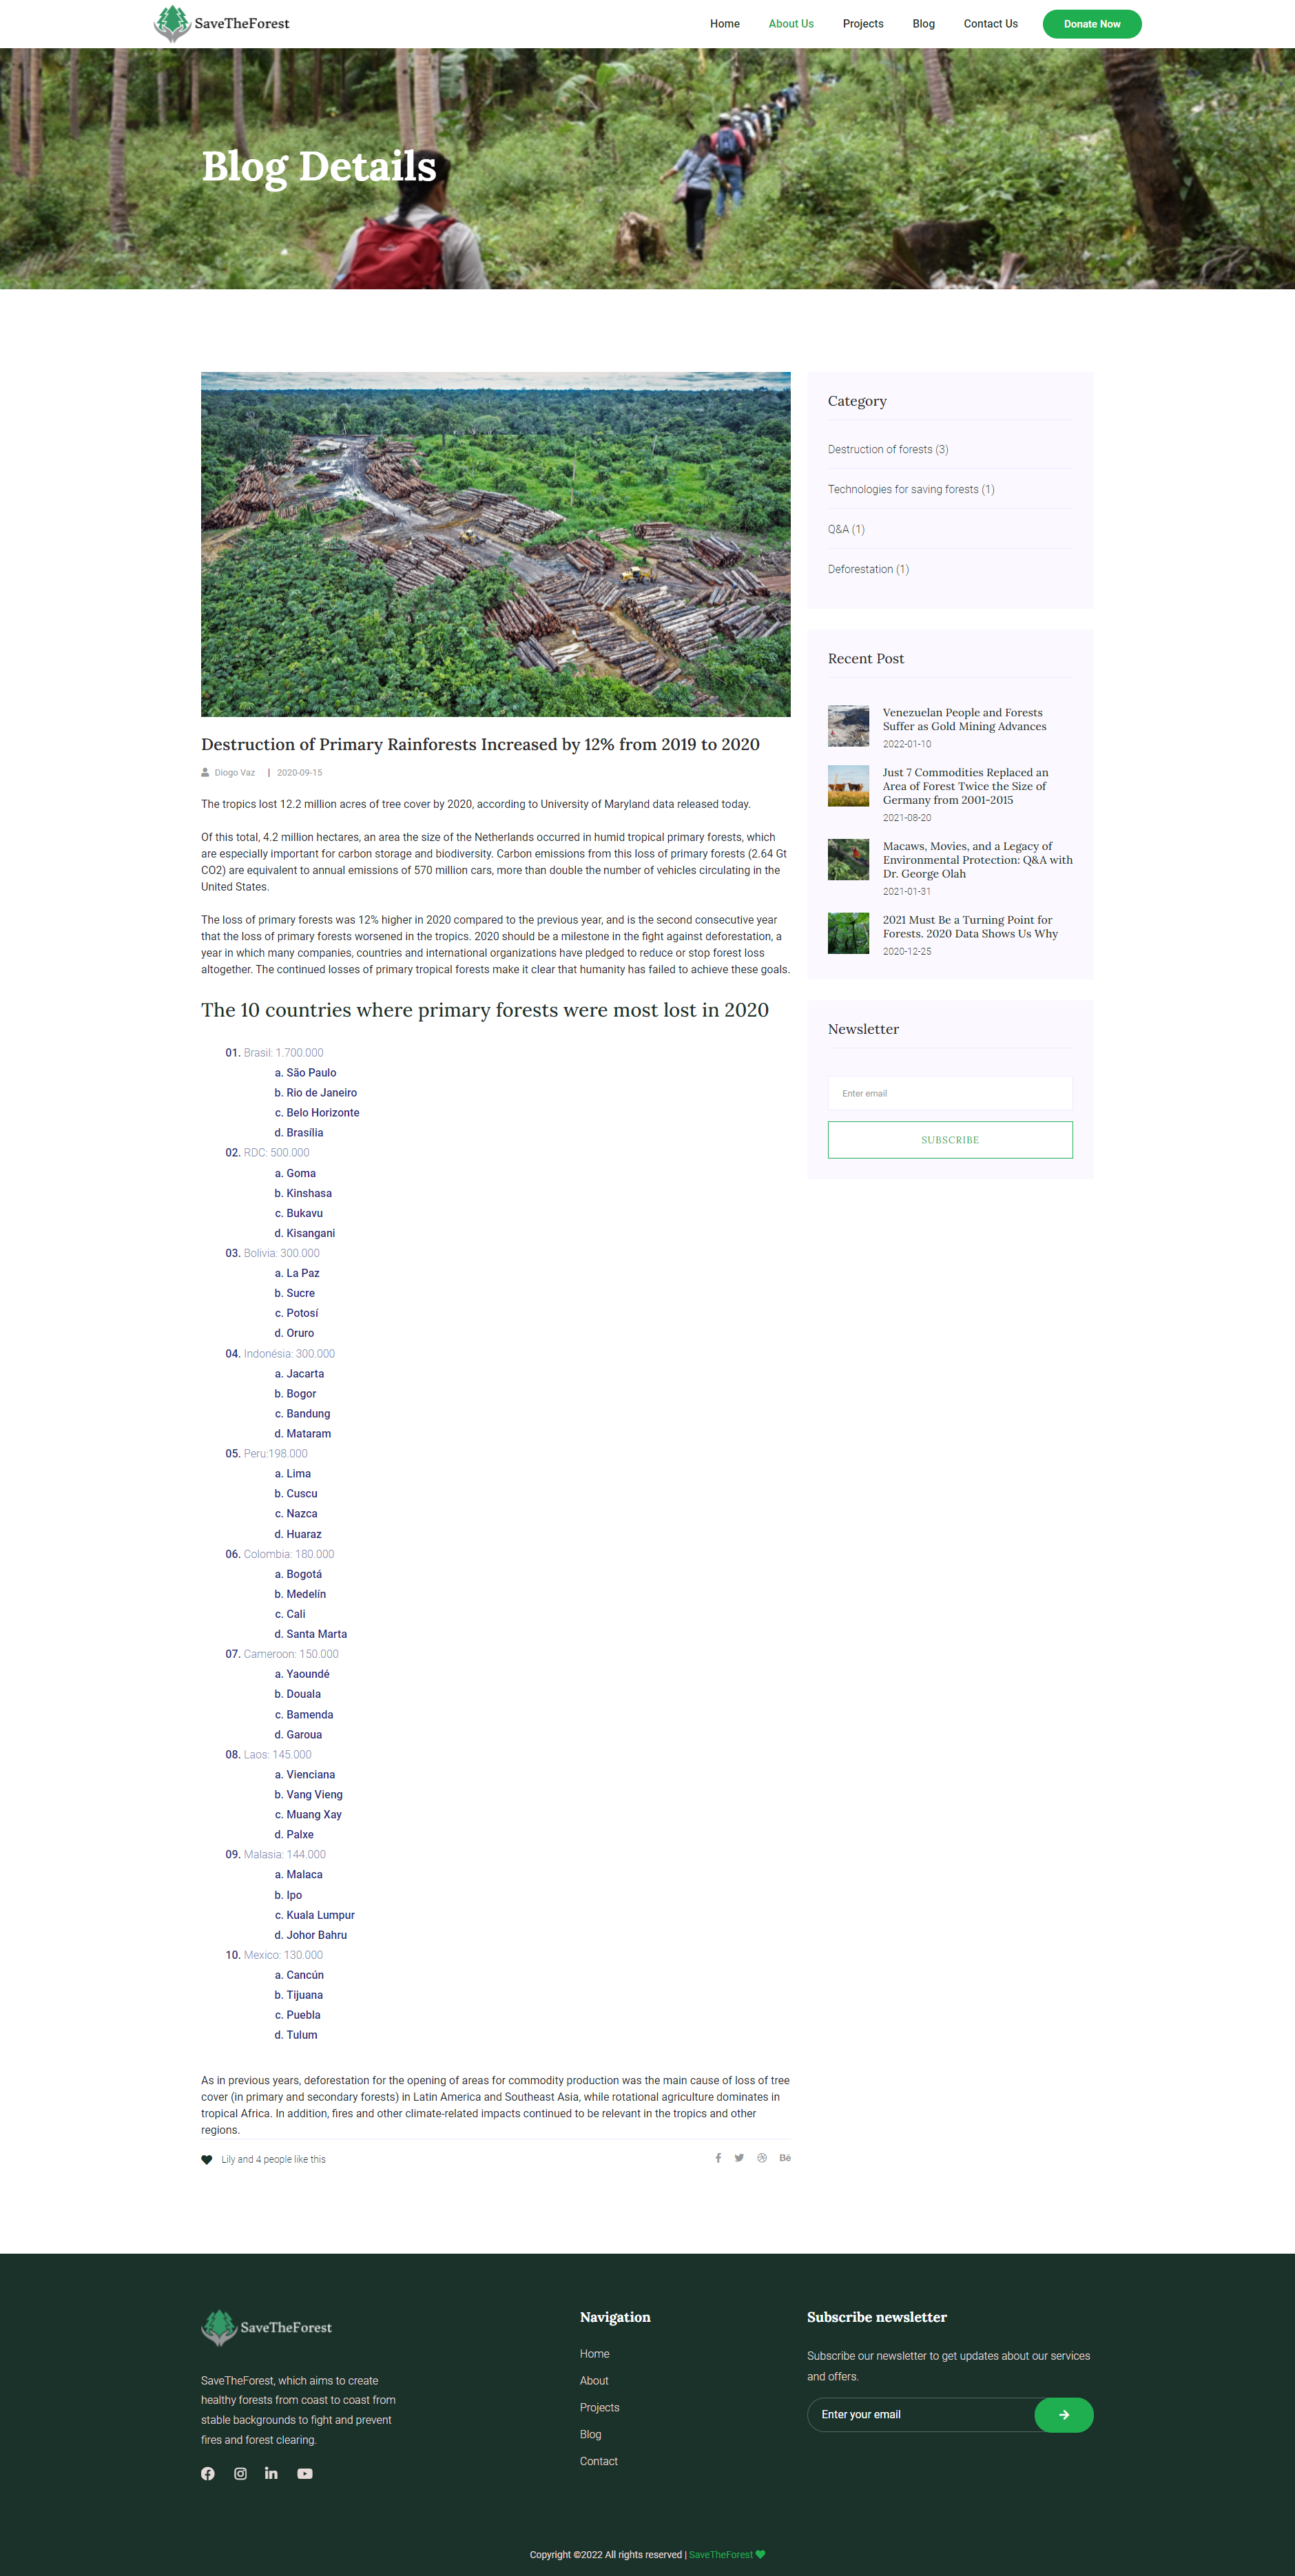 SaveTheForest
Home
About Us
Projects
Blog
Contact Us
Donate Now
Blog Details
Destruction of Primary Rainforests Increased by 12% from 2019 to 2020
Diogo Vaz | 2020-09-15
The tropics lost 12.2 million acres of tree cover by 2020, according to University of Maryland data released today.
Of this total, 4.2 million hectares, an area the size of the Netherlands occurred in humid tropical primary forests, which
are especially important for carbon storage and biodiversity. Carbon emissions from this loss of primary forests (2.64 Gt
CO2) are equivalent to annual emissions of 570 million cars, more than double the number of vehicles circulating in the
United States.
The loss of primary forests was 12% higher in 2020 compared to the previous year, and is the second consecutive year
that the loss of primary forests worsened in the tropics. 2020 should be a milestone in the fight against deforestation, a
year in which many companies, countries and international organizations have pledged to reduce or stop forest loss
altogether. The continued losses of primary tropical forests make it clear that humanity has failed to achieve these goals.
The 10 countries where primary forests were most lost in 2020
01. Brasil: 1.700.000
a. São Paulo
b. Rio de Janeiro
c. Belo Horizonte
d. Brasília
02. RDC: 500.000
a. Goma
b. Kinshasa
c. Bukavu
d. Kisangani
03. Bolivia: 300.000
a. La Paz
b. Sucre
c. Potosí
d. Oruro
04. Indonésia: 300.000
a. Jacarta
b. Bogor
c. Bandung
d. Mataram
05. Peru:198.000
a. Lima
b. Cuscu
c. Nazca
d. Huaraz
06. Colombia: 180.000
a. Bogotá
b. Medelín
c. Cali
d. Santa Marta
07. Cameroon: 150.000
a. Yaoundé
b. Douala
c. Bamenda
d. Garoua
08. Laos: 145.000
a. Vienciana
b. Vang Vieng
c. Muang Xay
d. Palxe
09. Malasia: 144.000
a. Malaca
b. Ipo
c. Kuala Lumpur
d. Johor Bahru
10. Mexico: 130.000
a. Cancún
b. Tijuana
c. Puebla
d. Tulum
As in previous years, deforestation for the opening of areas for commodity production was the main cause of loss of tree
cover (in primary and secondary forests) in Latin America and Southeast Asia, while rotational agriculture dominates in
tropical Africa. In addition, fires and other climate-related impacts continued to be relevant in the tropics and other
regions.
Lily and 4 people like this
Category
Destruction of forests (3)
Technologies for saving forests (1)
Q&A (1)
Deforestation (1)
Recent Post
Venezuelan People and Forests
Suffer as Gold Mining Advances
2022-01-10
Just 7 Commodities Replaced an
Area of Forest Twice the Size of
Germany from 2001-2015
2021-08-20
Macaws, Movies, and a Legacy of
Environmental Protection: Q&A with
Dr. George Olah
2021-01-31
2021 Must Be a Turning Point for
Forests. 2020 Data Shows Us Why
2020-12-25
Newsletter
Enter email
SUBSCRIBE
SaveTheForest
SaveTheForest, which aims to create
healthy forests from coast to coast from
stable backgrounds to fight and prevent
fires and forest clearing.
Navigation
Home
About
Projects
Blog
Contact
Subscribe newsletter
Subscribe our newsletter to get updates about our services
and offers.
Enter your email
Copyright ©2022 All rights reserved | SaveTheForest